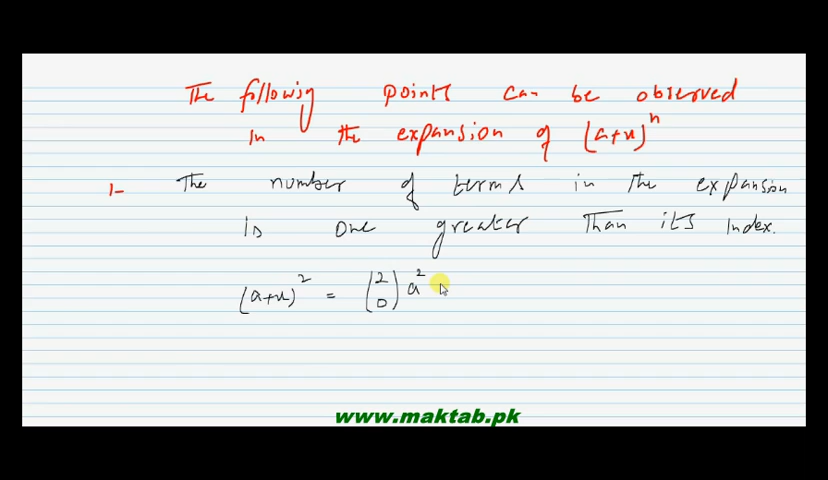 The following points can be observed
in the expansion of (a+x)^n
1- The number of terms in the expansion
is one greater than its index.
(a+x)^2 = (2 0) a^2
www.maktab.pk